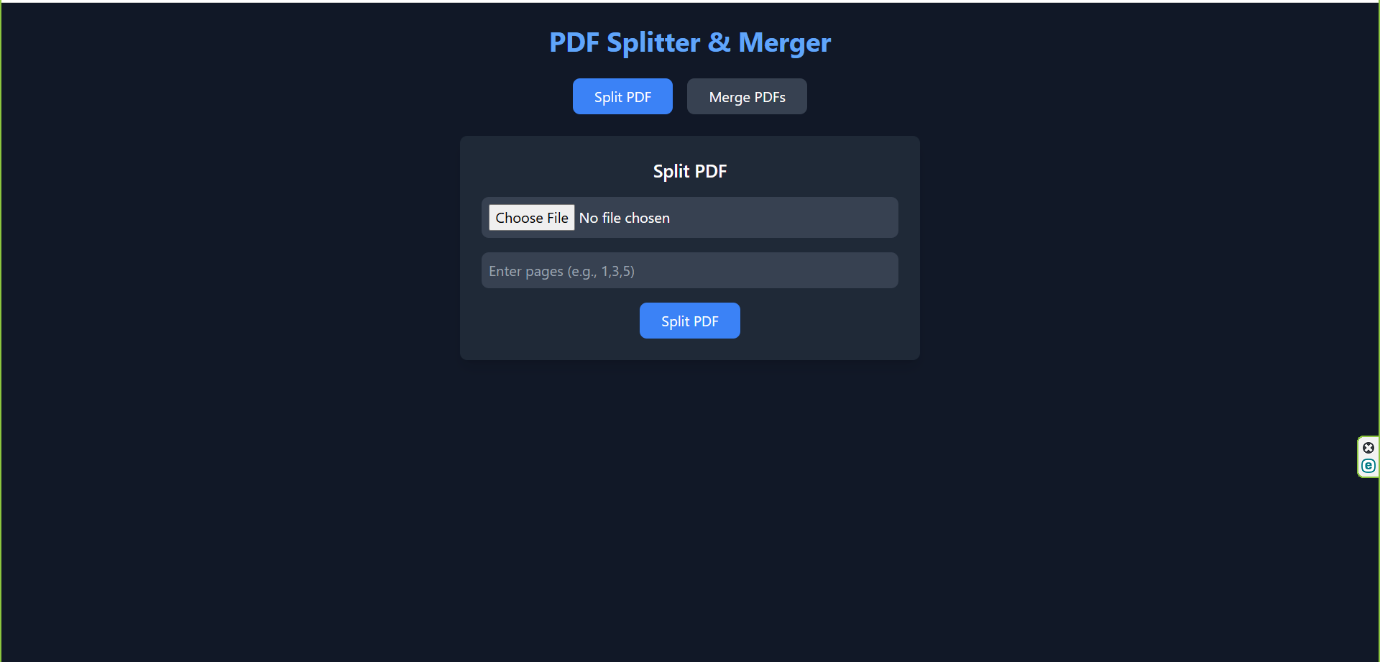 PDF Splitter & Merger
Split PDF
Merge PDFs
Split PDF
Choose File No file chosen
Enter pages (e.g., 1,3,5)
Split PDF
e